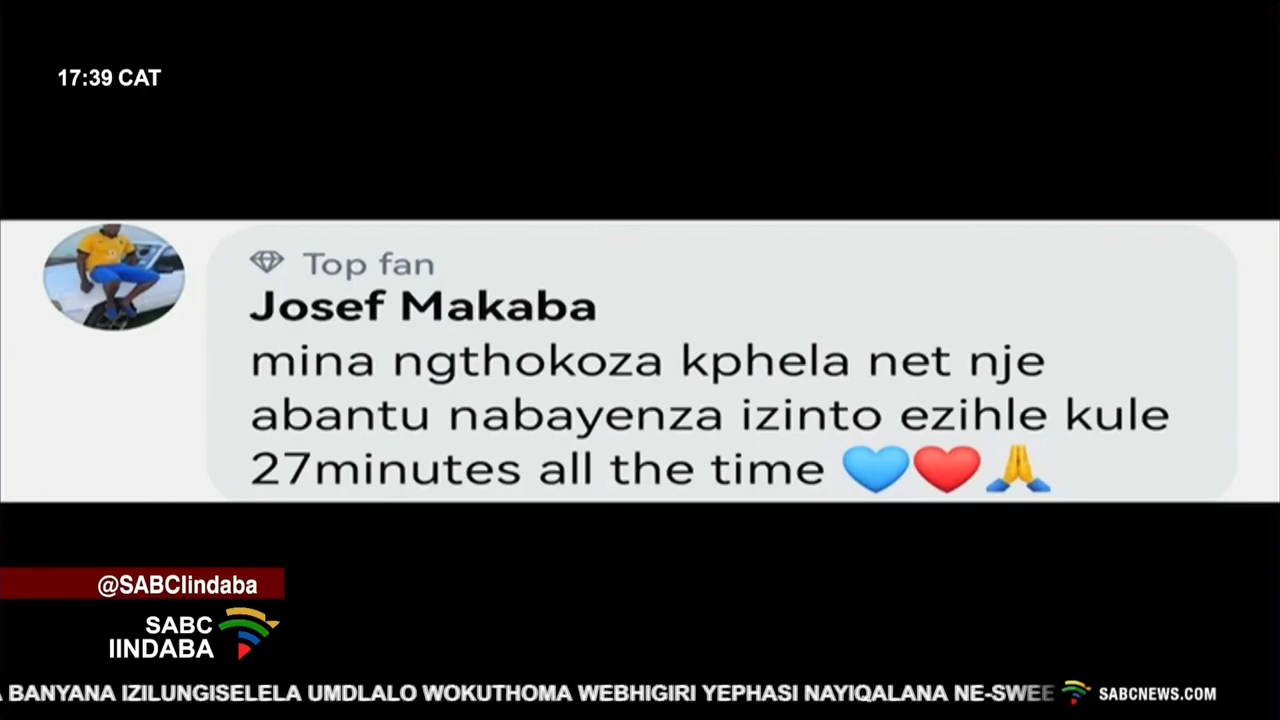 17:39 CAT
Top fan
Josef Makaba
mina ngthokoza kphela net nje
abantu nabayenza izinto ezihle kule
27minutes all the time 💙❤️🙏
@SABCIindaba
SABC
IINDABA
BANYANA IZILUNGISELELA UMDLALO WOKUTHOMA WEBHIGIRI YEPHASI NAYIQALANA NE-SWEE
SABCNEWS.COM